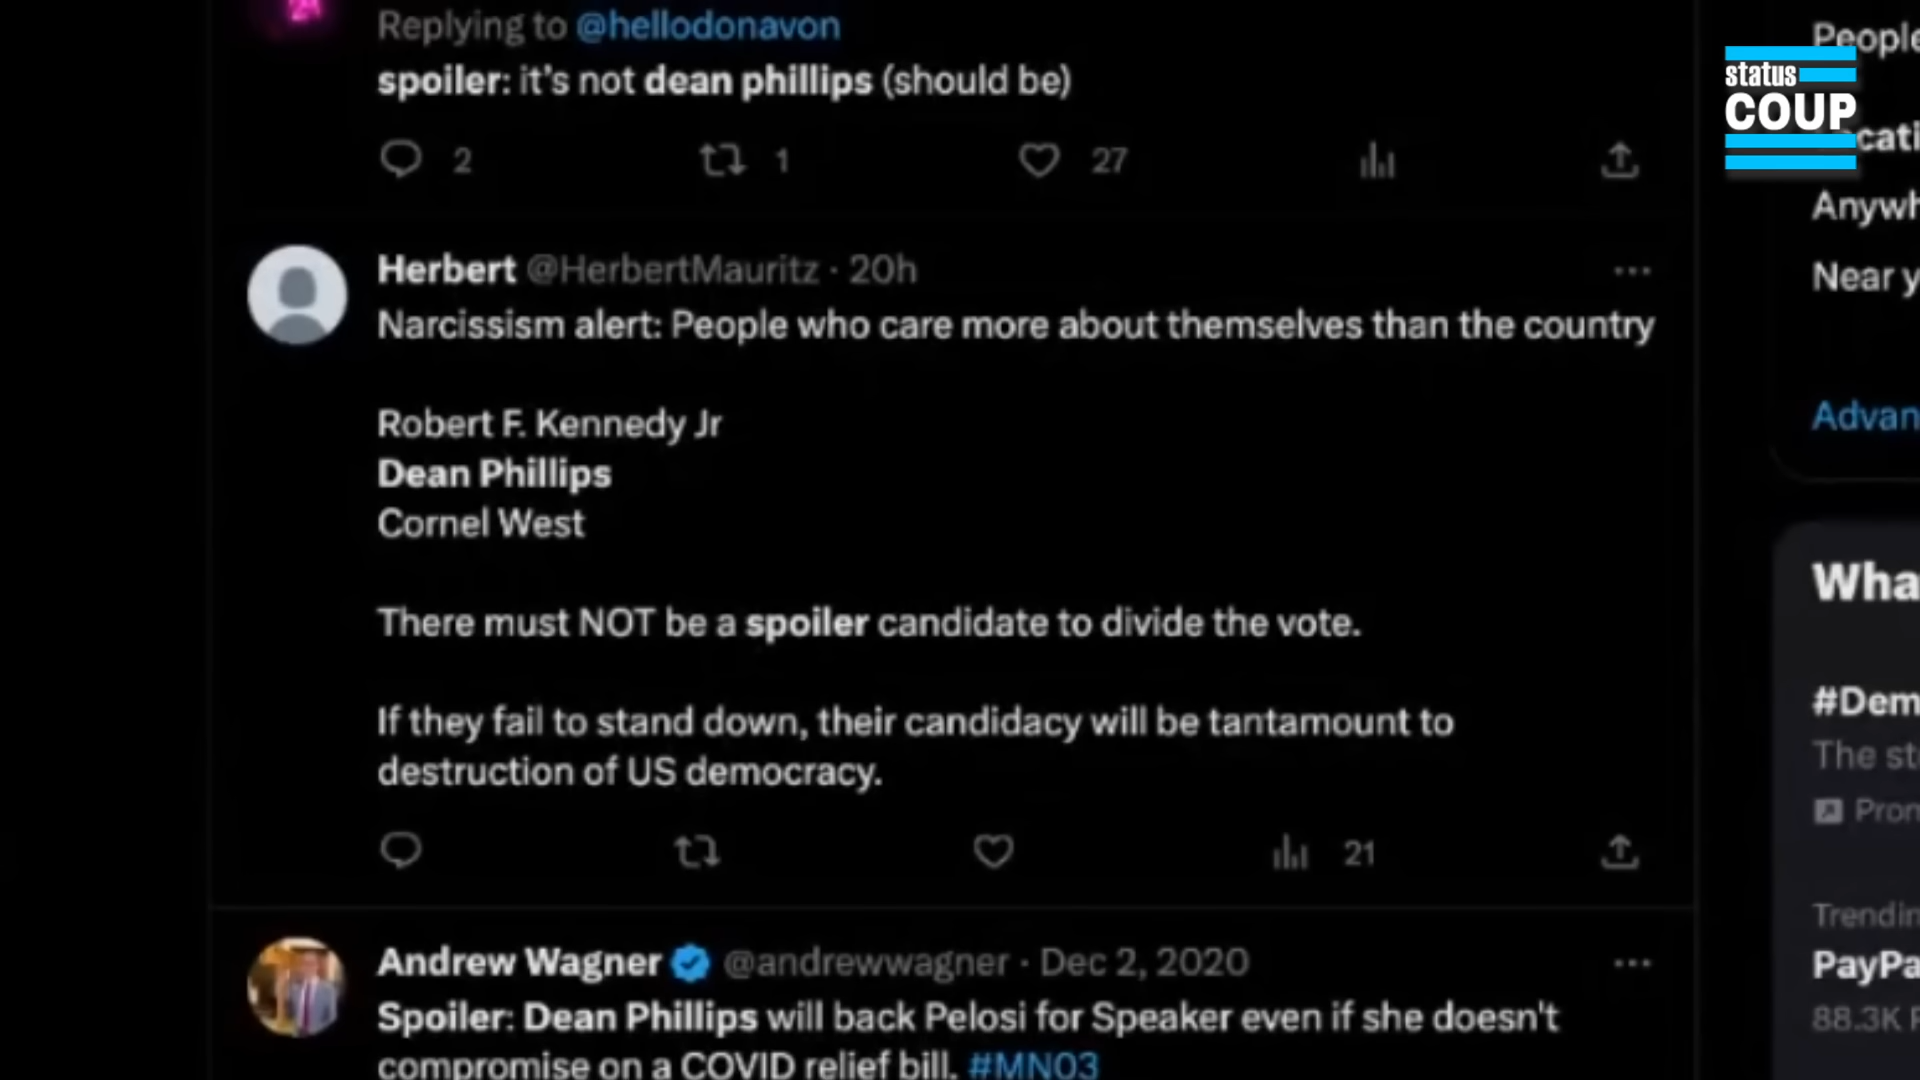 Replying to @hellodonavon
spoiler: it's not dean phillips (should be)
2 1 27
Herbert @HerbertMauritz · 20h
Narcissism alert: People who care more about themselves than the country
Robert F. Kennedy Jr
Dean Phillips
Cornel West
There must NOT be a spoiler candidate to divide the vote.
If they fail to stand down, their candidacy will be tantamount to
destruction of US democracy.
21
Andrew Wagner @andrewwagner · Dec 2, 2020
Spoiler: Dean Phillips will back Pelosi for Speaker even if she doesn't
compromise on a COVID relief bill. #MN03
status
COUP
People
cati
Anywh
Near y
Advan
Wha
#Dem
The st
Pron
Trendin
PayPa
88.3K P